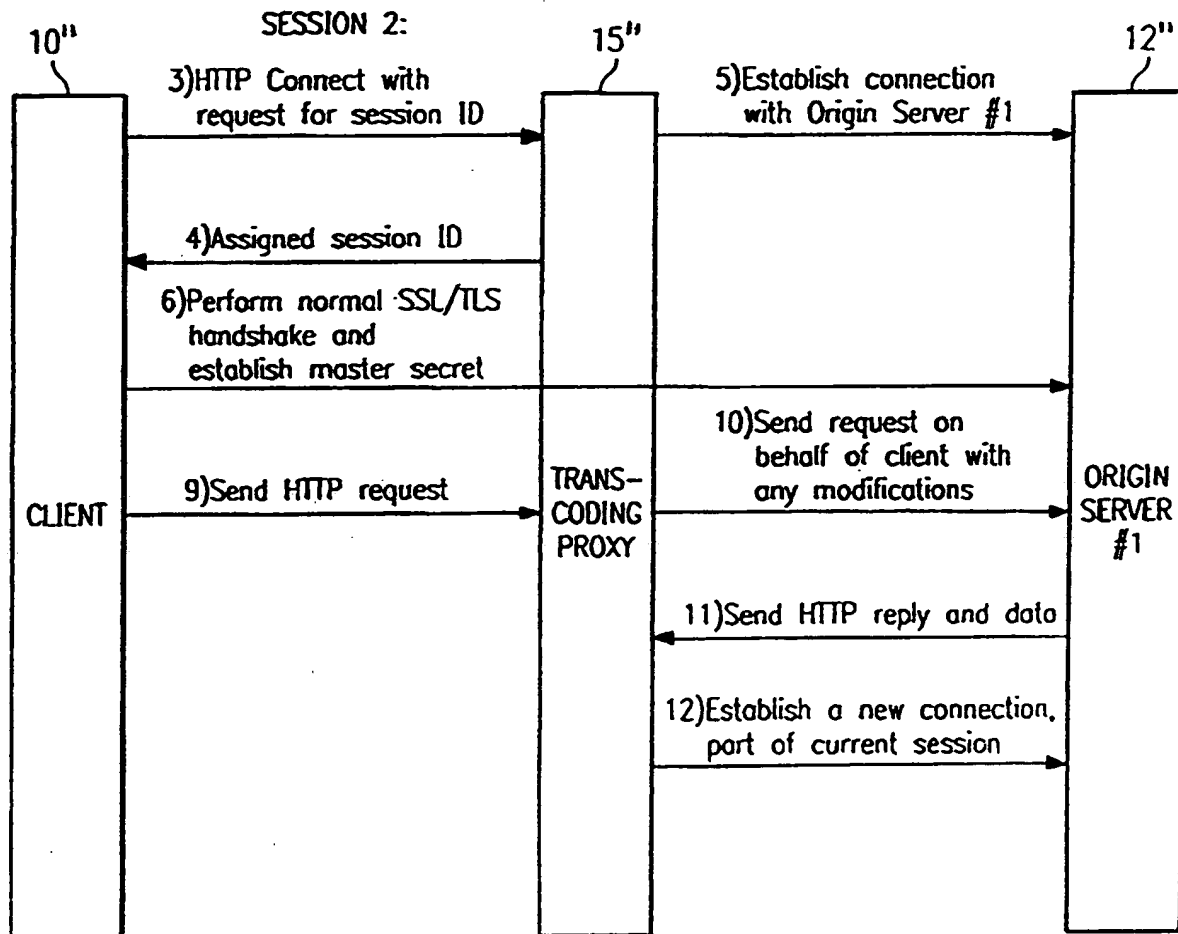 SESSION 2:
10"
15"
12"
3)HTTP Connect with
request for session ID
5)Establish connection
with Origin Server #1
4)Assigned session ID
6)Perform normal SSL/TLS
handshake and
establish master secret
10)Send request on
behalf of client with
any modifications
9)Send HTTP request
CLIENT
TRANS-
CODING
PROXY
ORIGIN
SERVER
#1
11)Send HTTP reply and data
12)Establish a new connection,
part of current session